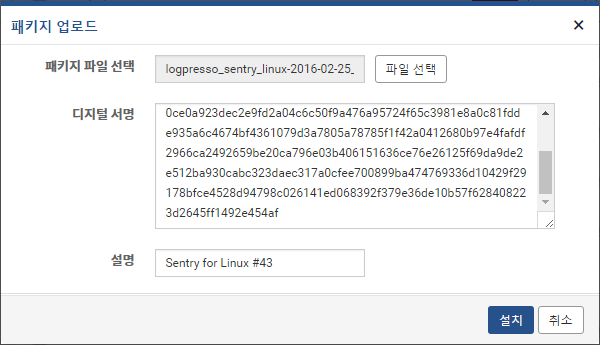 패키지 업로드
×
패키지 파일 선택
logpresso_sentry_linux-2016-02-25_
파일 선택
디지털 서명
0ce0a923dec2e9fd2a04c6c50f9a476a95724f65c3981e8a0c81fdd
e935a6c4674bf4361079d3a7805a78785f1f42a0412680b97e4fafdf
2966ca2492659be20ca796e03b406151636ce76e26125f69da9de2
e512ba930cabc323daec317a0cfee700899ba474769336d10429f29
178bfce4528d94798c026141ed068392f379e36de10b57f62840822
3d2645ff1492e454af
설명
Sentry for Linux #43
설치
취소